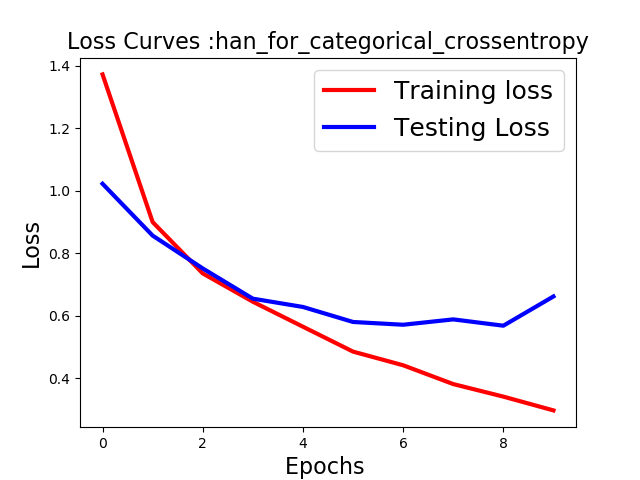 Loss Curves :han_for_categorical_crossentropy
Training loss
Testing Loss
1.4
1.2
1.0
0.8
0.6
0.4
Loss
0
2
4
6
8
Epochs